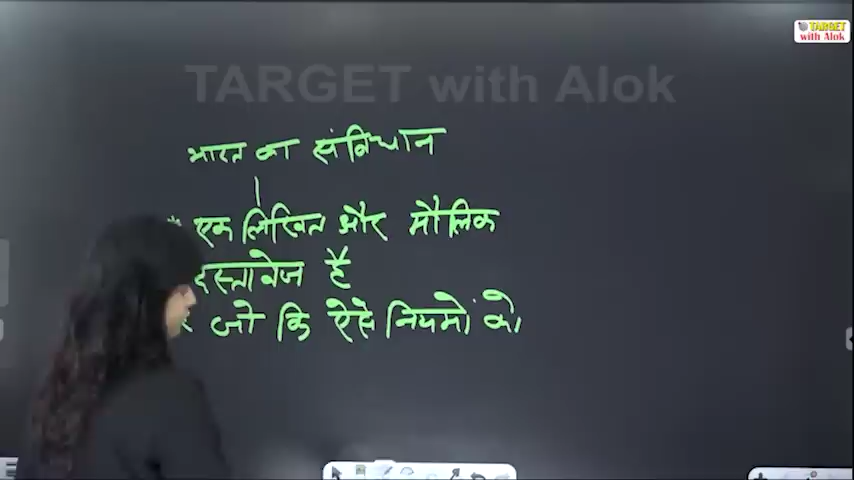 TARGET
with Alok
TARGET with Alok
भारत का संविधान
* एक लिखित और मौलिक
दस्तावेज है
जो कि ऐसे नियमों को